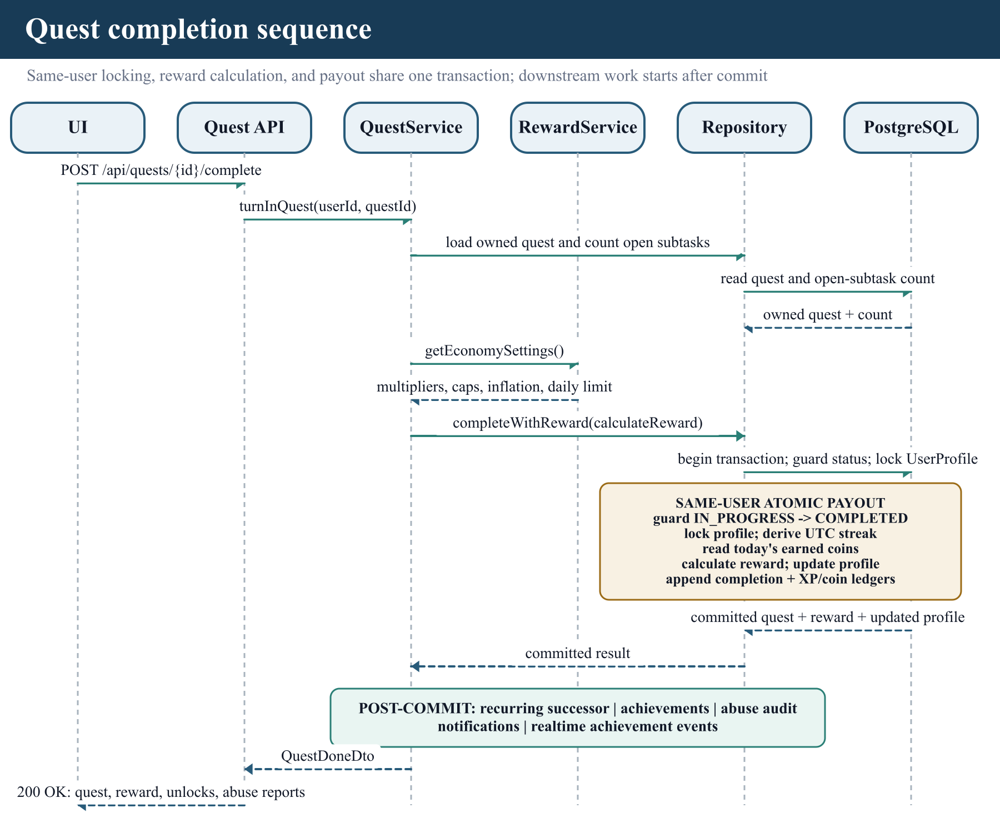 Quest completion sequence
Same-user locking, reward calculation, and payout share one transaction; downstream work starts after commit
UI
Quest API
QuestService
RewardService
Repository
PostgreSQL
POST /api/quests/{id}/complete
turnInQuest(userId, questId)
load owned quest and count open subtasks
read quest and open-subtask count
owned quest + count
getEconomySettings()
multipliers, caps, inflation, daily limit
completeWithReward(calculateReward)
begin transaction; guard status; lock UserProfile
SAME-USER ATOMIC PAYOUT
guard IN_PROGRESS -> COMPLETED
lock profile; derive UTC streak
read today's earned coins
calculate reward; update profile
append completion + XP/coin ledgers
committed quest + reward + updated profile
committed result
POST-COMMIT: recurring successor | achievements | abuse audit
notifications | realtime achievement events
QuestDoneDto
200 OK: quest, reward, unlocks, abuse reports